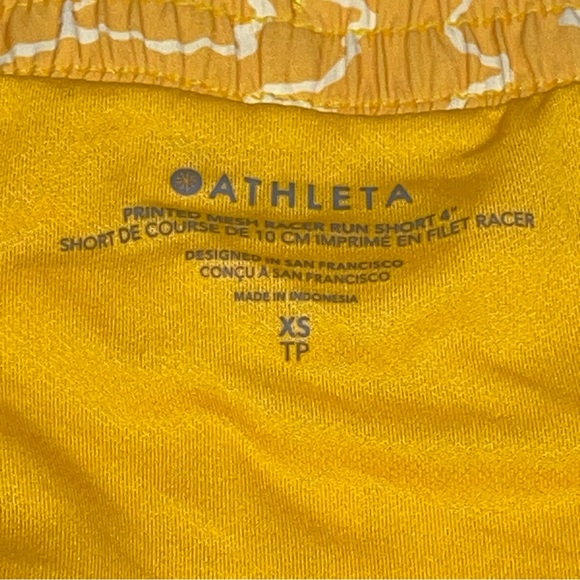 ATHLETA
PRINTED MESH RACER RUN SHORT 4"
SHORT DE COURSE DE 10 CM IMPRIMÉ EN FILET RACER
DESIGNED IN SAN FRANCISCO
CONÇU À SAN FRANCISCO
MADE IN INDONESIA
XS
TP